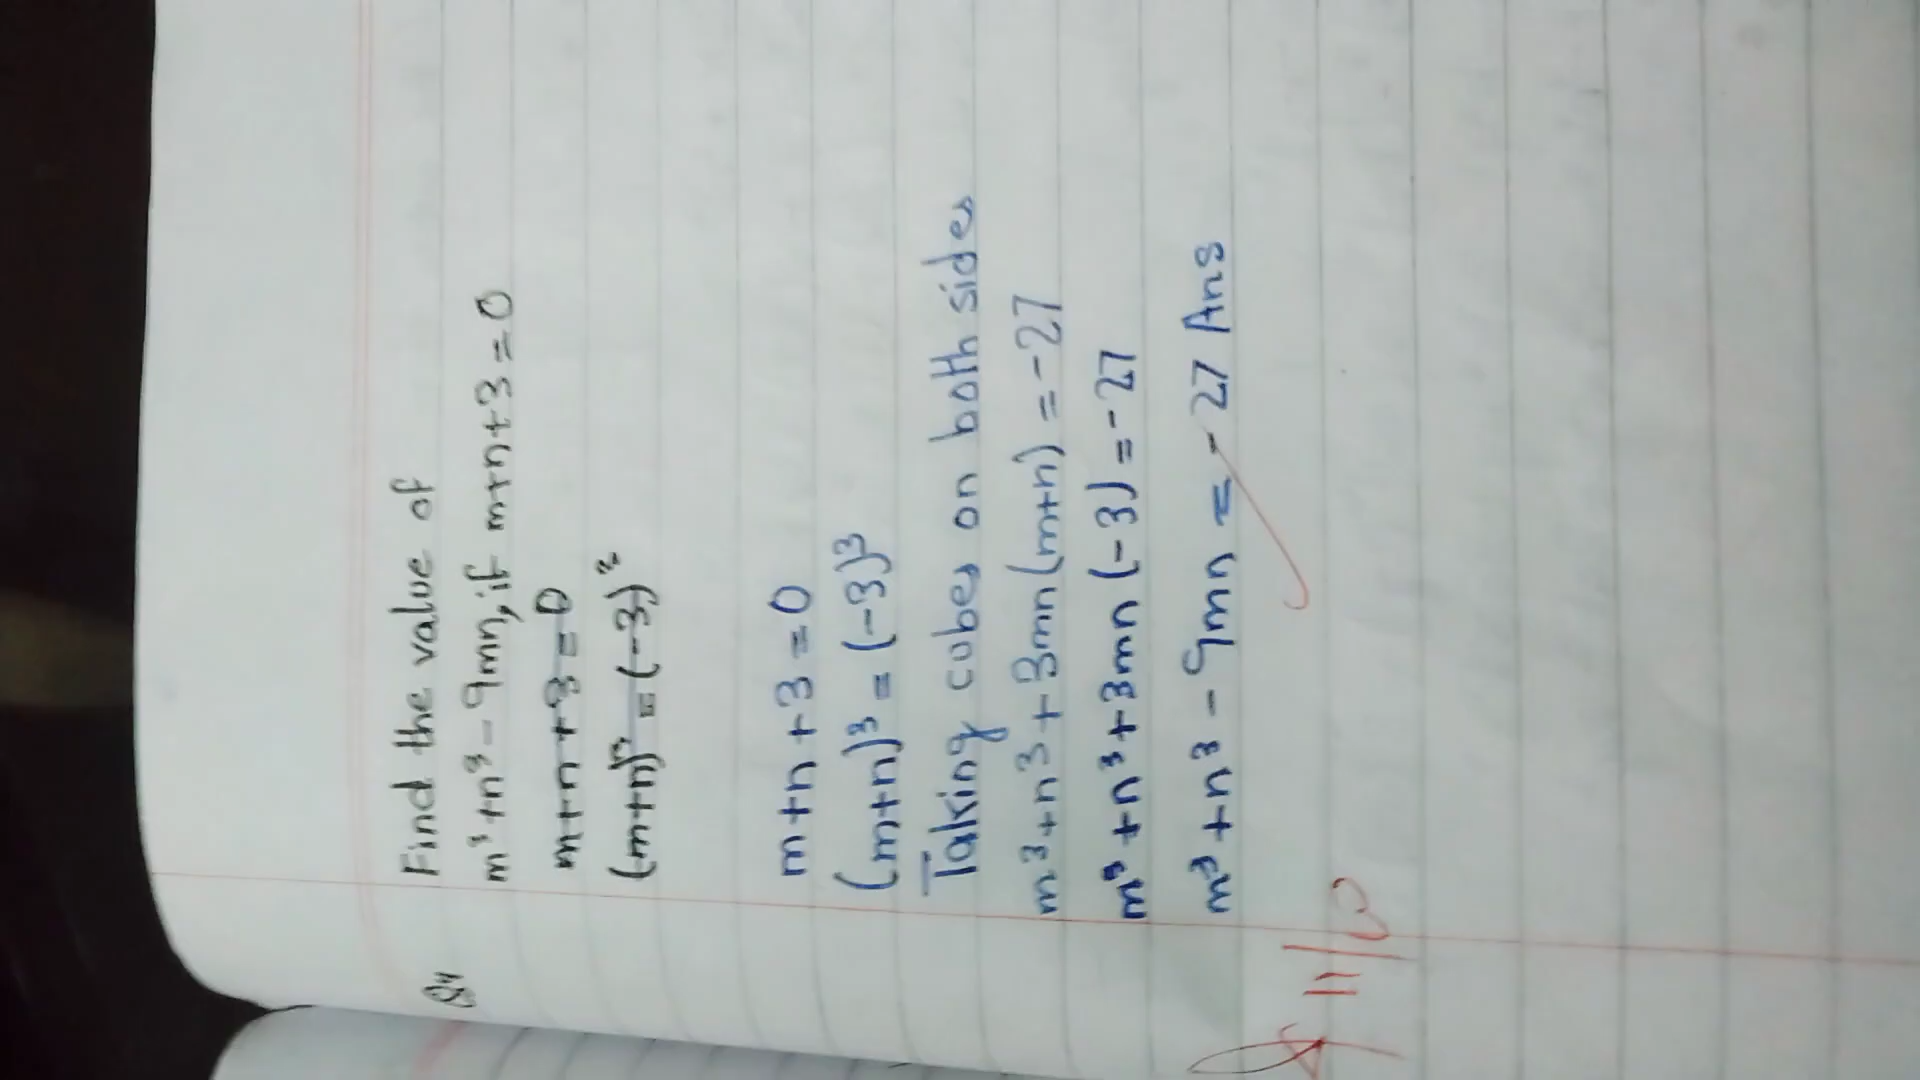 Find the value of
m³+n³-9mn, if m+n+3=0
m+n+3=0
(m+n)³=(-3)³
m+n+3=0
(m+n)³=(-3)³
Taking cubes on both sides
m³+n³+3mn(m+n)=-27
m³+n³+3mn(-3)=-27
m³+n³-9mn=-27 Ans